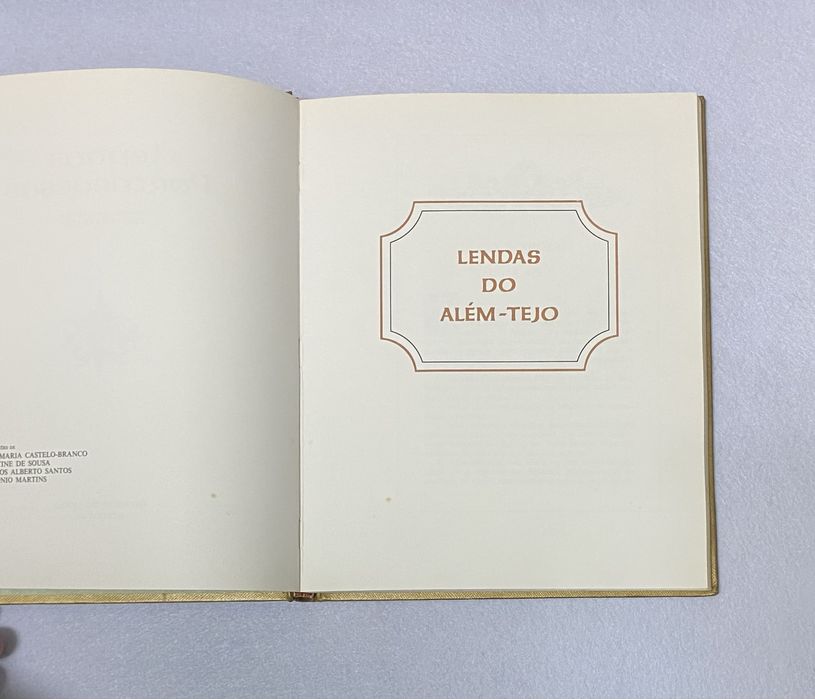 MARIA CASTELO-BRANCO
DE SOUSA
ALBERTO SANTOS
MARTINS
LENDAS
DO
ALÉM-TEJO